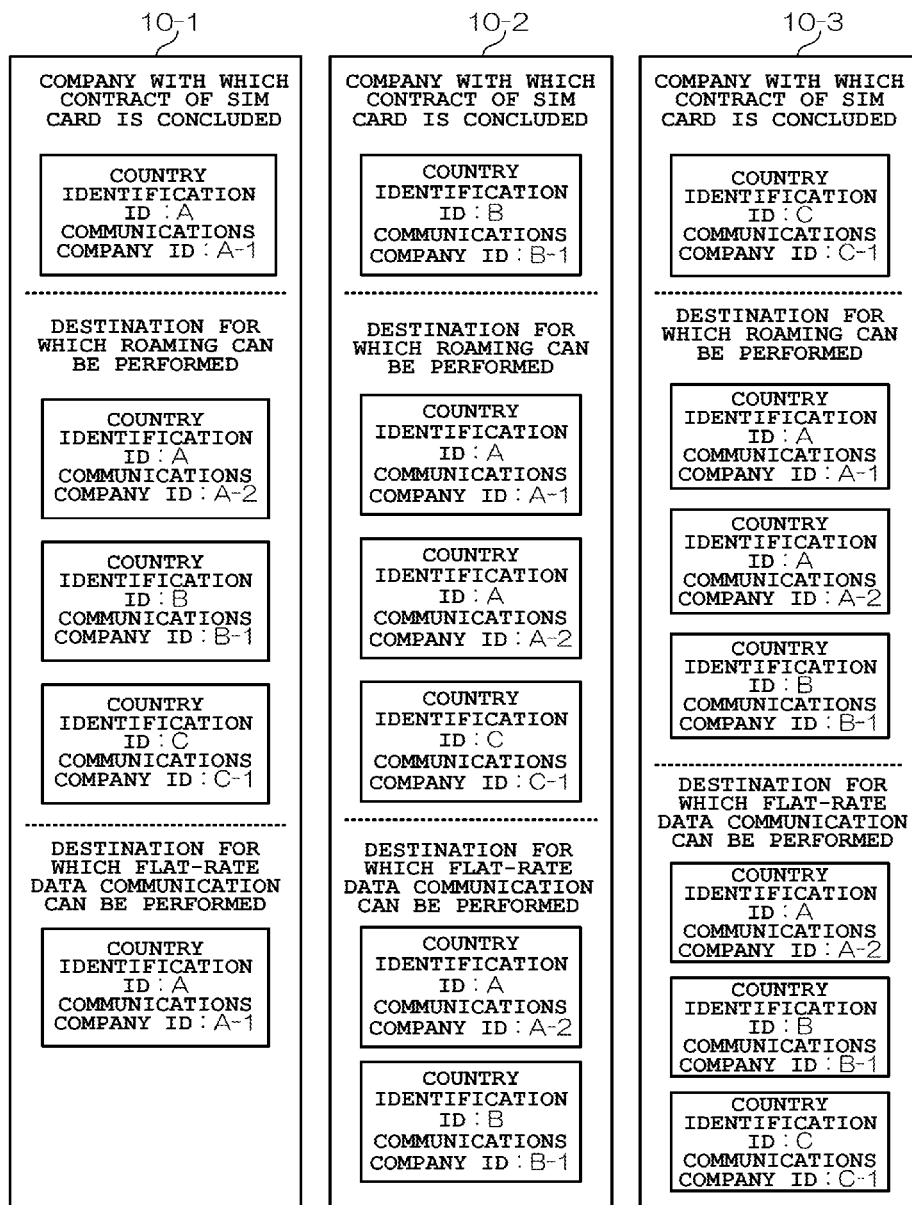 10-1
COMPANY WITH WHICH
CONTRACT OF SIM
CARD IS CONCLUDED
COUNTRY
IDENTIFICATION
ID : A
COMMUNICATIONS
COMPANY ID : A-1
DESTINATION FOR
WHICH ROAMING CAN
BE PERFORMED
COUNTRY
IDENTIFICATION
ID : A
COMMUNICATIONS
COMPANY ID : A-2
COUNTRY
IDENTIFICATION
ID : B
COMMUNICATIONS
COMPANY ID : B-1
COUNTRY
IDENTIFICATION
ID : C
COMMUNICATIONS
COMPANY ID : C-1
DESTINATION FOR
WHICH FLAT-RATE
DATA COMMUNICATION
CAN BE PERFORMED
COUNTRY
IDENTIFICATION
ID : A
COMMUNICATIONS
COMPANY ID : A-1
10-2
COMPANY WITH WHICH
CONTRACT OF SIM
CARD IS CONCLUDED
COUNTRY
IDENTIFICATION
ID : B
COMMUNICATIONS
COMPANY ID : B-1
DESTINATION FOR
WHICH ROAMING CAN
BE PERFORMED
COUNTRY
IDENTIFICATION
ID : A
COMMUNICATIONS
COMPANY ID : A-1
COUNTRY
IDENTIFICATION
ID : A
COMMUNICATIONS
COMPANY ID : A-2
COUNTRY
IDENTIFICATION
ID : C
COMMUNICATIONS
COMPANY ID : C-1
DESTINATION FOR
WHICH FLAT-RATE
DATA COMMUNICATION
CAN BE PERFORMED
COUNTRY
IDENTIFICATION
ID : A
COMMUNICATIONS
COMPANY ID : A-2
COUNTRY
IDENTIFICATION
ID : B
COMMUNICATIONS
COMPANY ID : B-1
10-3
COMPANY WITH WHICH
CONTRACT OF SIM
CARD IS CONCLUDED
COUNTRY
IDENTIFICATION
ID : C
COMMUNICATIONS
COMPANY ID : C-1
DESTINATION FOR
WHICH ROAMING CAN
BE PERFORMED
COUNTRY
IDENTIFICATION
ID : A
COMMUNICATIONS
COMPANY ID : A-1
COUNTRY
IDENTIFICATION
ID : A
COMMUNICATIONS
COMPANY ID : A-2
COUNTRY
IDENTIFICATION
ID : B
COMMUNICATIONS
COMPANY ID : B-1
DESTINATION FOR
WHICH FLAT-RATE
DATA COMMUNICATION
CAN BE PERFORMED
COUNTRY
IDENTIFICATION
ID : A
COMMUNICATIONS
COMPANY ID : A-2
COUNTRY
IDENTIFICATION
ID : B
COMMUNICATIONS
COMPANY ID : B-1
COUNTRY
IDENTIFICATION
ID : C
COMMUNICATIONS
COMPANY ID : C-1